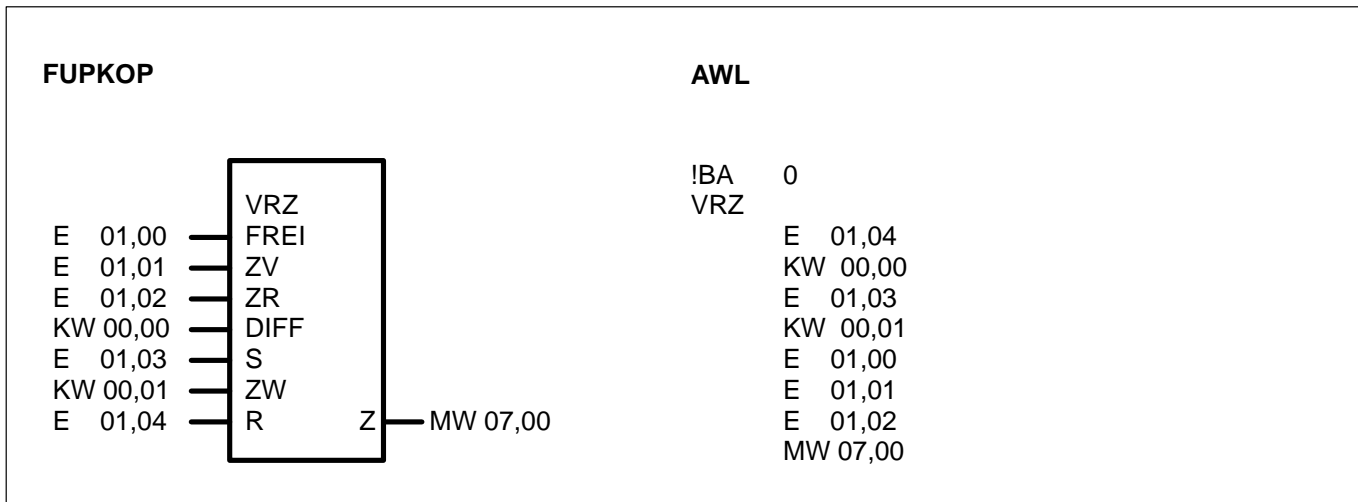 FUPKOP
VRZ
E 01,00 FREI
E 01,01 ZV
E 01,02 ZR
KW 00,00 DIFF
E 01,03 S
KW 00,01 ZW
E 01,04 R Z MW 07,00
AWL
!BA 0
VRZ
E 01,04
KW 00,00
E 01,03
KW 00,01
E 01,00
E 01,01
E 01,02
MW 07,00